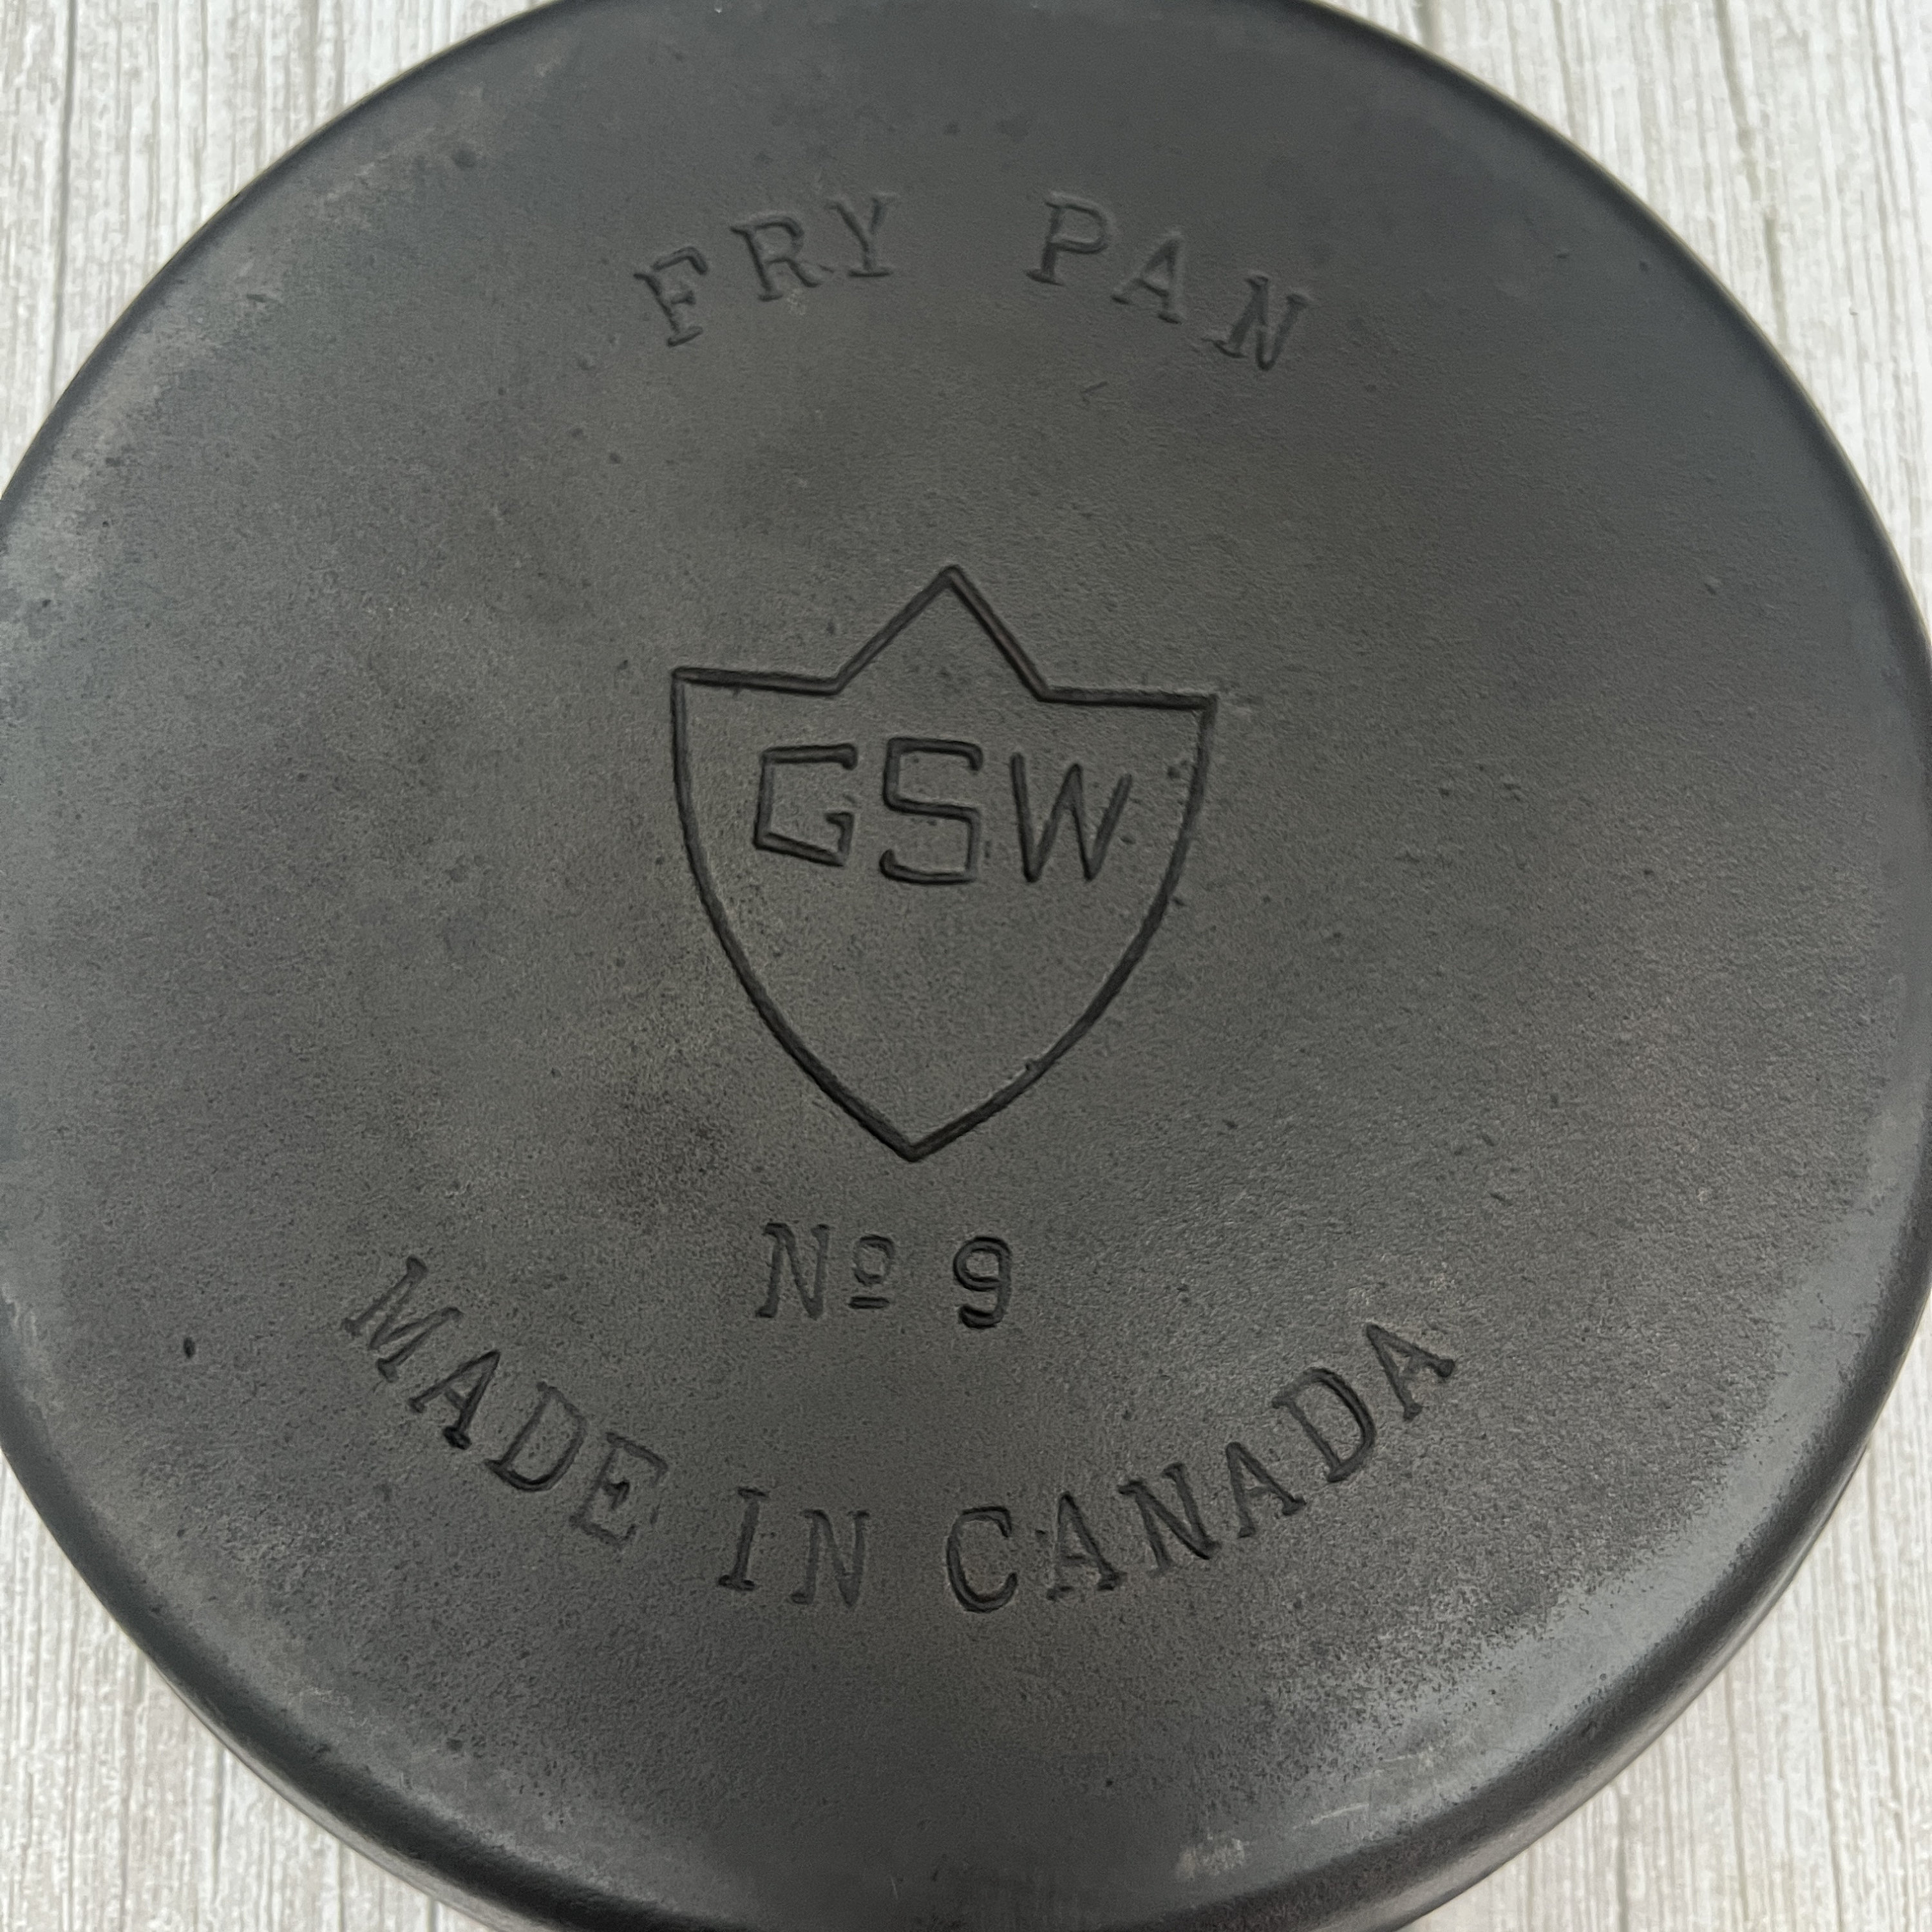 FRY PAN
GSW
Nº 9
MADE IN CANADA